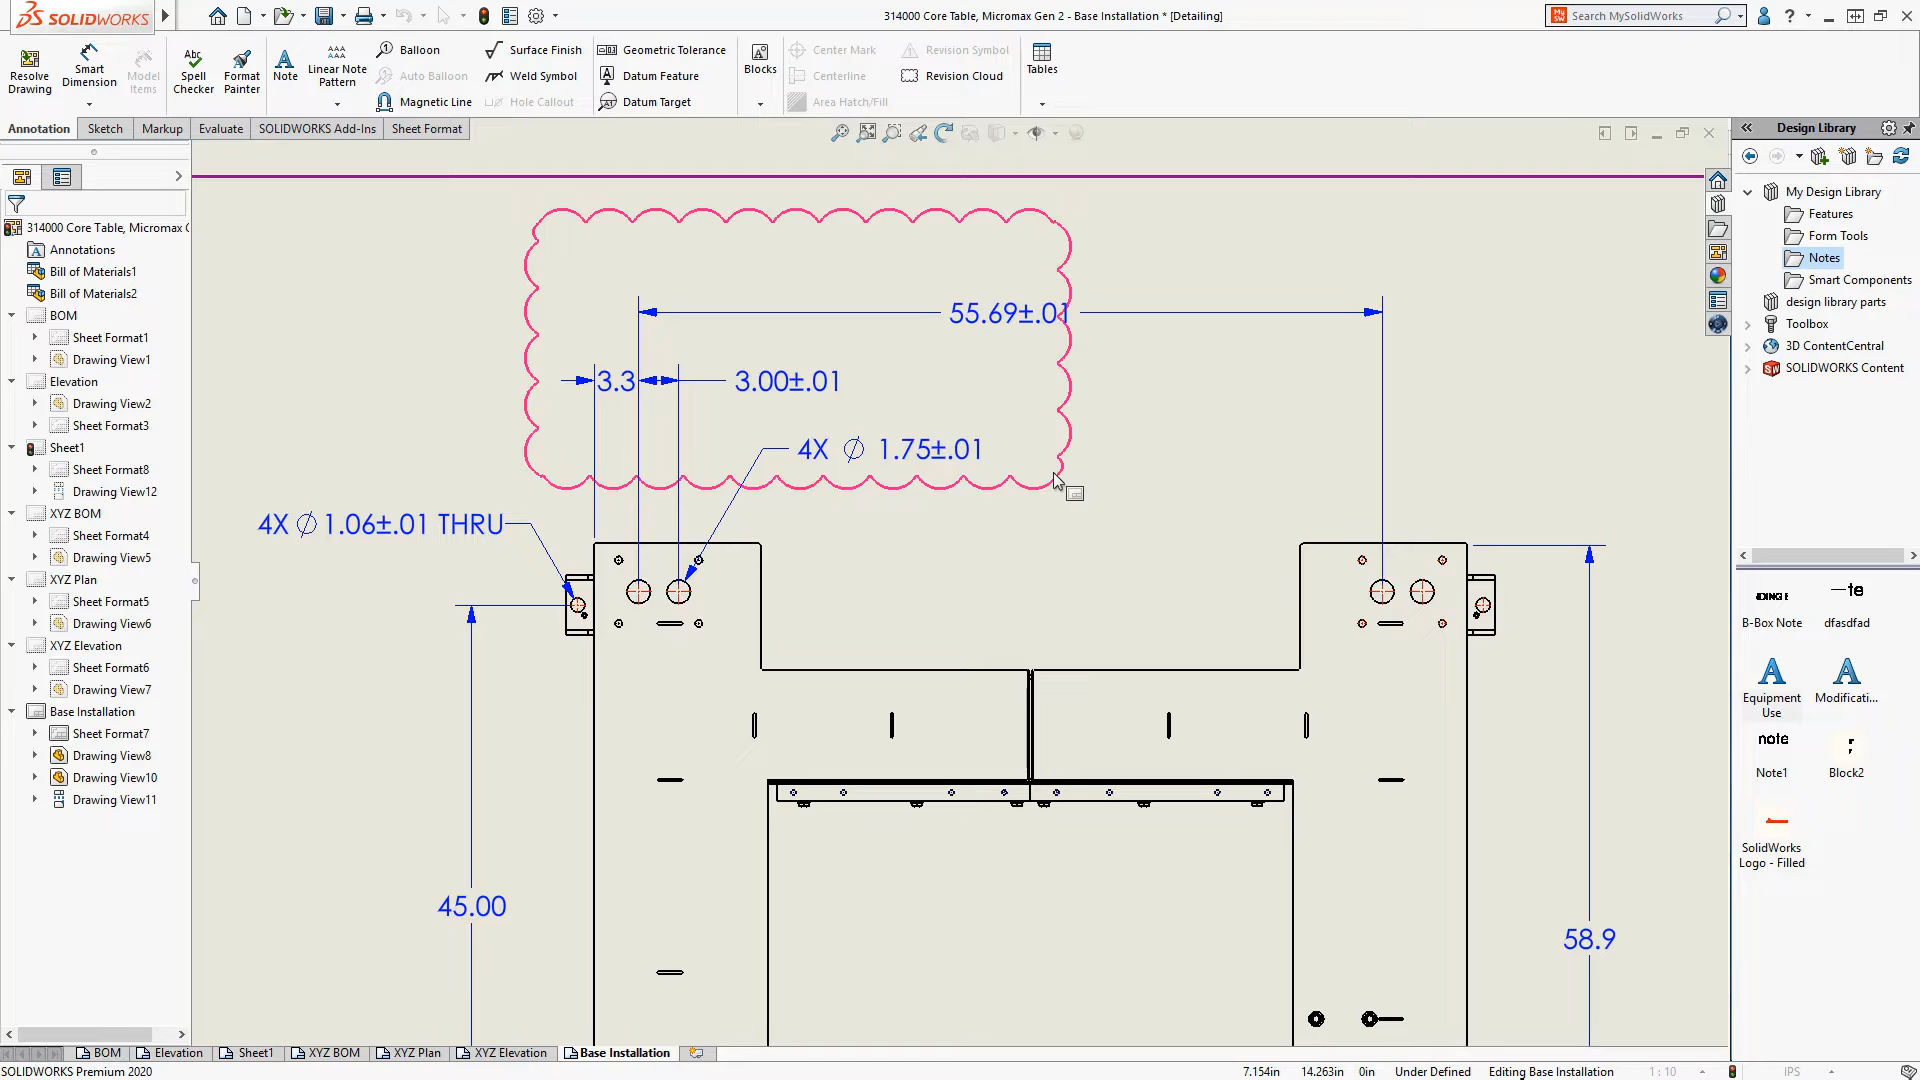 SOLIDWORKS
314000 Core Table, Micromax Gen 2 - Base Installation * [Detailing]
Search MySolidWorks
Resolve Drawing
Smart Dimension
Model Items
Abc
Spell Checker
Format Painter
Note
Linear Note Pattern
Balloon
Auto Balloon
Magnetic Line
Surface Finish
Weld Symbol
Hole Callout
Geometric Tolerance
Datum Feature
Datum Target
Blocks
Center Mark
Centerline
Area Hatch/Fill
Revision Symbol
Revision Cloud
Tables
Annotation
Sketch
Markup
Evaluate
SOLIDWORKS Add-Ins
Sheet Format
314000 Core Table, Micromax G
Annotations
Bill of Materials1
Bill of Materials2
BOM
Sheet Format1
Drawing View1
Elevation
Drawing View2
Sheet Format3
Sheet1
Sheet Format8
Drawing View12
XYZ BOM
Sheet Format4
Drawing View5
XYZ Plan
Sheet Format5
Drawing View6
XYZ Elevation
Sheet Format6
Drawing View7
Base Installation
Sheet Format7
Drawing View8
Drawing View10
Drawing View11
55.69±.01
3.3
3.00±.01
4X ∅ 1.75±.01
4X ∅ 1.06±.01 THRU
45.00
58.9
Design Library
My Design Library
Features
Form Tools
Notes
Smart Components
design library parts
Toolbox
3D ContentCentral
SOLIDWORKS Content
B-Box Note
te
dfasdfad
Equipment Use
Modificati...
note
Note1
Block2
SolidWorks Logo - Filled
BOM
Elevation
Sheet1
XYZ BOM
XYZ Plan
XYZ Elevation
Base Installation
SOLIDWORKS Premium 2020
7.154in
14.263in
0in
Under Defined
Editing Base Installation
1 : 10
IPS